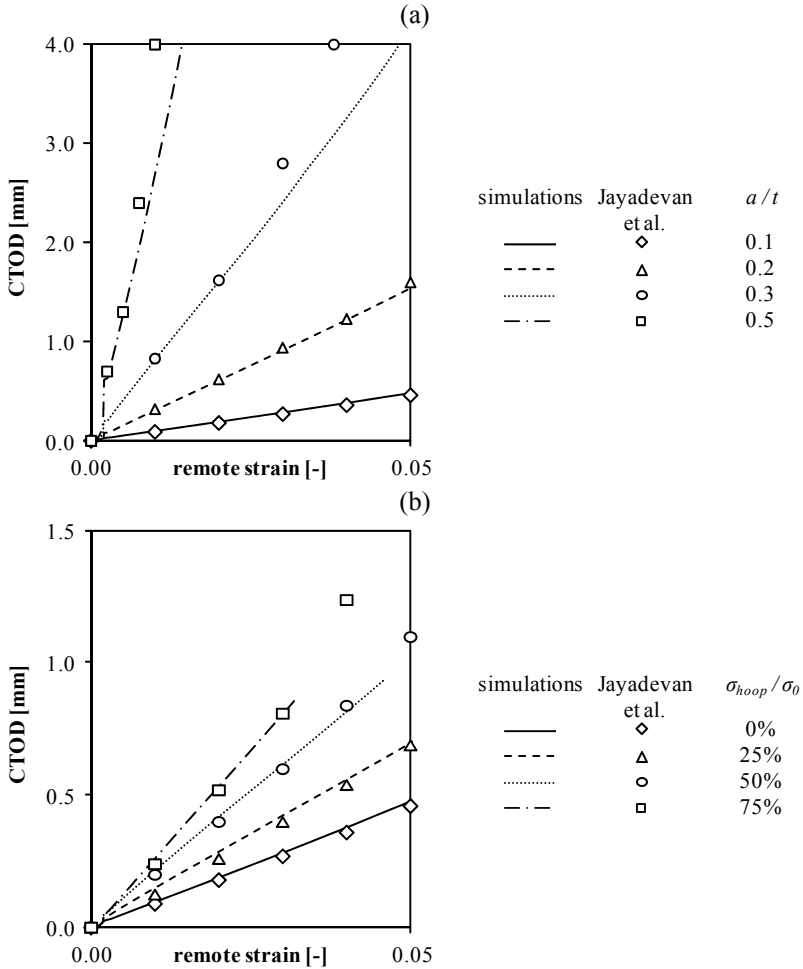 (a)
4.0
3.0
2.0
1.0
0.0
CTOD [mm]
0.00
0.05
remote strain [-]
simulations Jayadevan et al. a / t
0.1
0.2
0.3
0.5
(b)
1.5
1.0
0.5
0.0
CTOD [mm]
0.00
0.05
remote strain [-]
simulations Jayadevan et al. σhoop / σ0
0%
25%
50%
75%